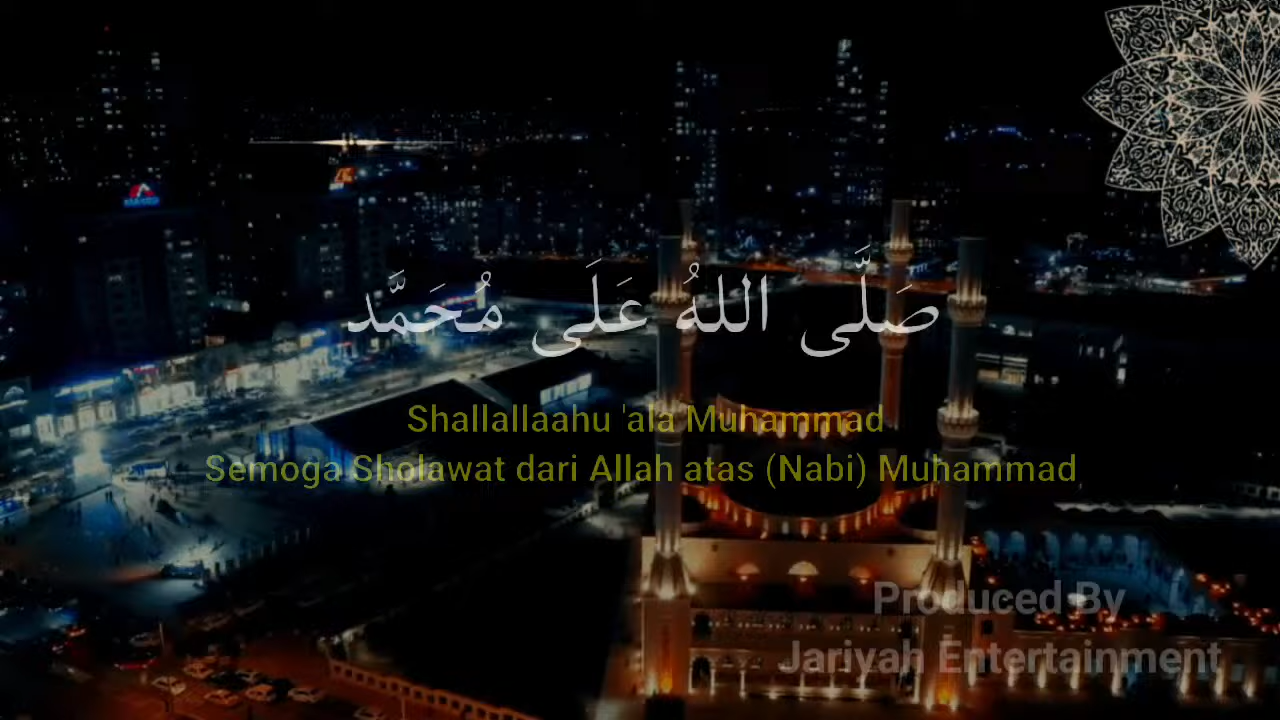 صَلَّى اللهُ عَلَى مُحَمَّد
Shallallaahu 'ala Muhammad
Semoga Sholawat dari Allah atas (Nabi) Muhammad
Produced By
Jariyah Entertainment